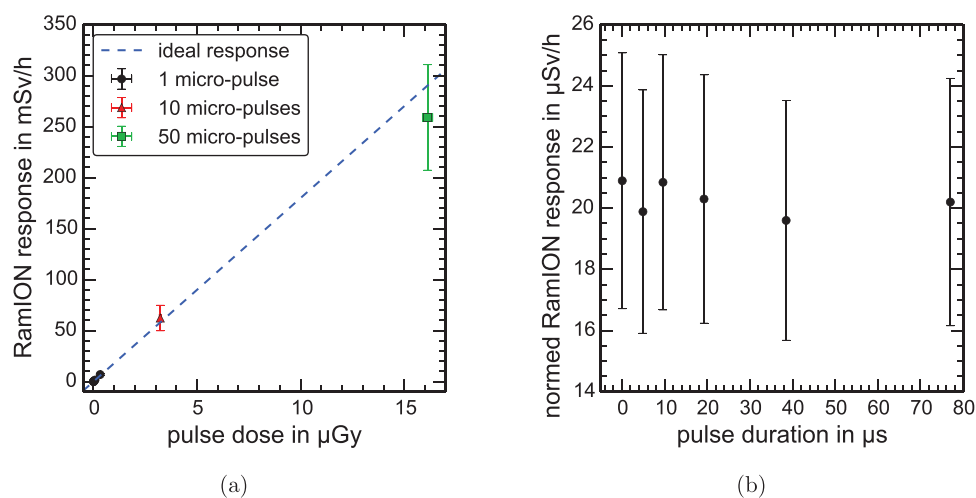 350
300
250
200
150
100
50
0
RamION response in mSv/h
ideal response
1 micro-pulse
10 micro-pulses
50 micro-pulses
0 5 10 15
pulse dose in μGy
(a)
26
24
22
20
18
16
14
normed RamION response in μSv/h
0 10 20 30 40 50 60 70 80
pulse duration in μs
(b)